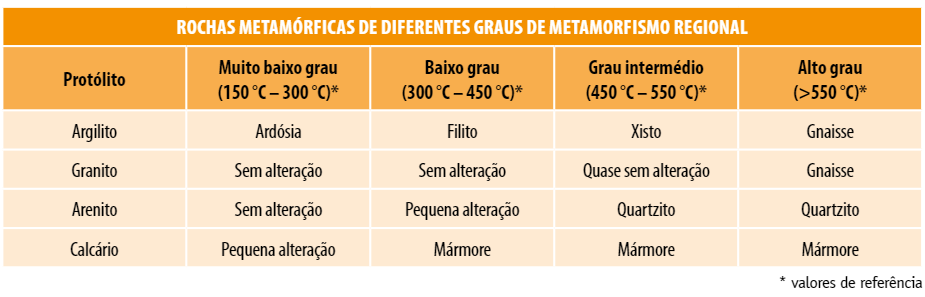 ROCHAS METAMÓRFICAS DE DIFERENTES GRAUS DE METAMORFISMO REGIONAL
Protólito
Muito baixo grau
(150 °C – 300 °C)*
Baixo grau
(300 °C – 450 °C)*
Grau intermédio
(450 °C – 550 °C)*
Alto grau
(>550 °C)*
Argilito
Ardósia
Filito
Xisto
Gnaisse
Granito
Sem alteração
Sem alteração
Quase sem alteração
Gnaisse
Arenito
Sem alteração
Pequena alteração
Quartzito
Quartzito
Calcário
Pequena alteração
Mármore
Mármore
Mármore
* valores de referência